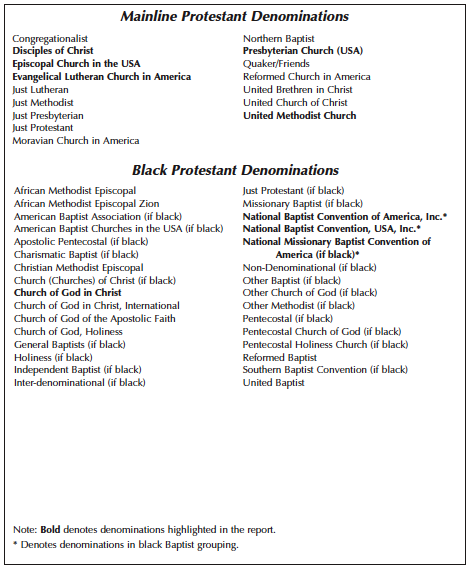 Mainline Protestant Denominations
Congregationalist
Disciples of Christ
Episcopal Church in the USA
Evangelical Lutheran Church in America
Just Lutheran
Just Methodist
Just Presbyterian
Just Protestant
Moravian Church in America
Northern Baptist
Presbyterian Church (USA)
Quaker/Friends
Reformed Church in America
United Brethren in Christ
United Church of Christ
United Methodist Church
Black Protestant Denominations
African Methodist Episcopal
African Methodist Episcopal Zion
American Baptist Association (if black)
American Baptist Churches in the USA (if black)
Apostolic Pentecostal (if black)
Charismatic Baptist (if black)
Christian Methodist Episcopal
Church (Churches) of Christ (if black)
Church of God in Christ
Church of God in Christ, International
Church of God of the Apostolic Faith
Church of God, Holiness
General Baptists (if black)
Holiness (if black)
Independent Baptist (if black)
Inter-denominational (if black)
Just Protestant (if black)
Missionary Baptist (if black)
National Baptist Convention of America, Inc.*
National Baptist Convention, USA, Inc.*
National Missionary Baptist Convention of
America (if black)*
Non-Denominational (if black)
Other Baptist (if black)
Other Church of God (if black)
Other Methodist (if black)
Pentecostal (if black)
Pentecostal Church of God (if black)
Pentecostal Holiness Church (if black)
Reformed Baptist
Southern Baptist Convention (if black)
United Baptist
Note: Bold denotes denominations highlighted in the report.
* Denotes denominations in black Baptist grouping.